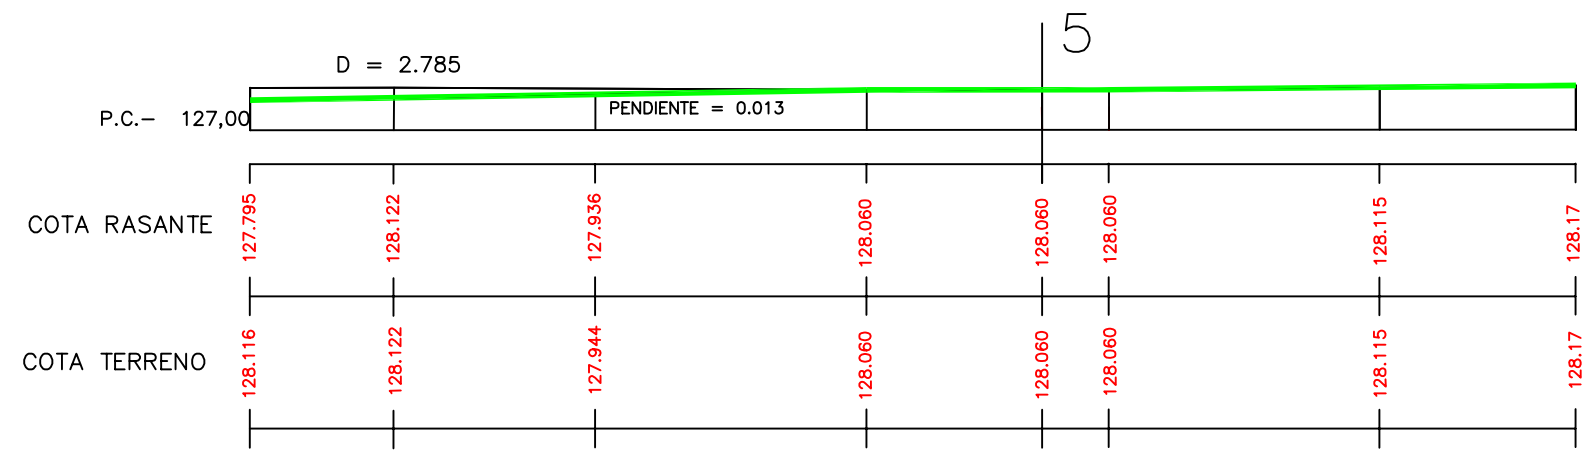 5
D = 2.785
P.C.- 127,00
PENDIENTE = 0.013
COTA RASANTE 127.795 128.122 127.936 128.060 128.060 128.060 128.115 128.17
COTA TERRENO 128.116 128.122 127.944 128.060 128.060 128.060 128.115 128.17